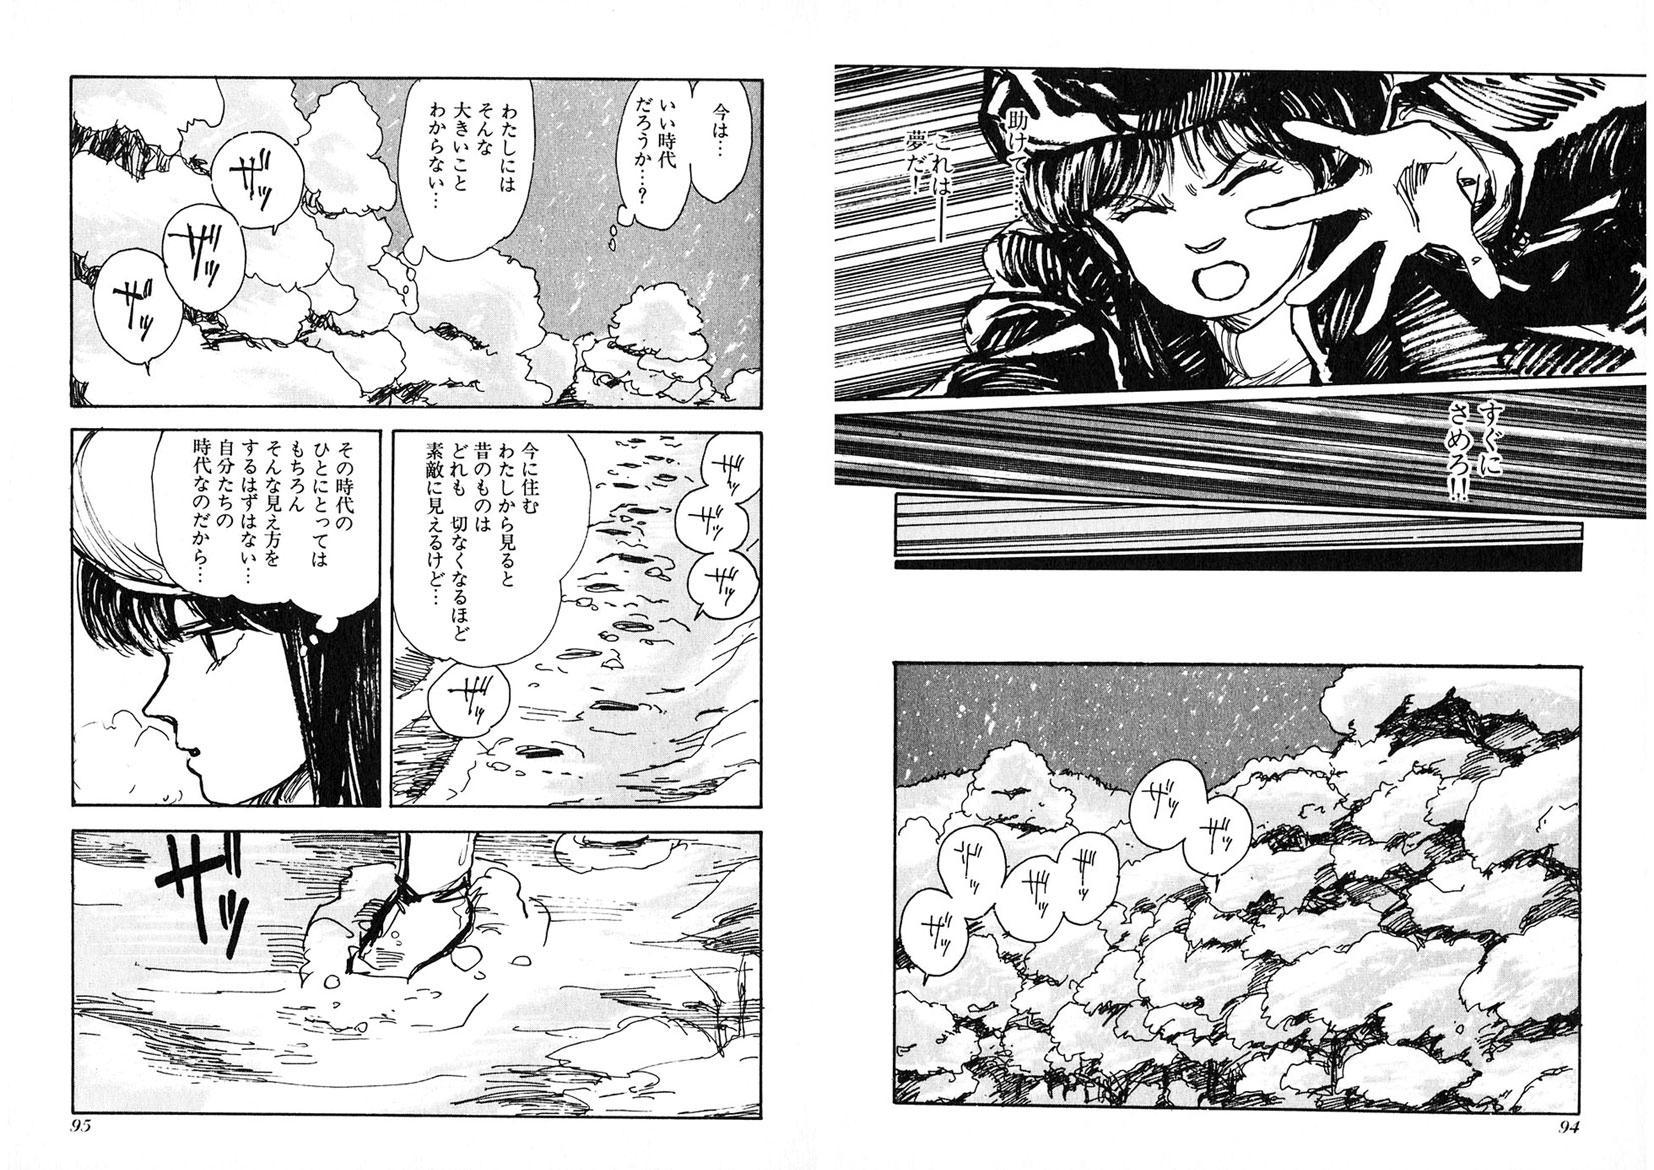 助けて……
これは──
夢だ！
すぐに
さめろ!!!
ザッ
ザッ
ザッ
ザッ
ザッ
ザッ
94
今は…
いい時代
だろうか…？
わたしには
そんな
大きいこと
わからない…
ザッ
ザッ
ザッ
ザッ
ザッ
ザッ
今に住む
わたしから見ると
昔のものは
どれも　切なくなるほど
素敵に見えるけど…
ザッ
その時代の
ひとにとっては
もちろん
そんな見え方を
するはずはない…
自分たちの
時代なのだから…
ザッ
95